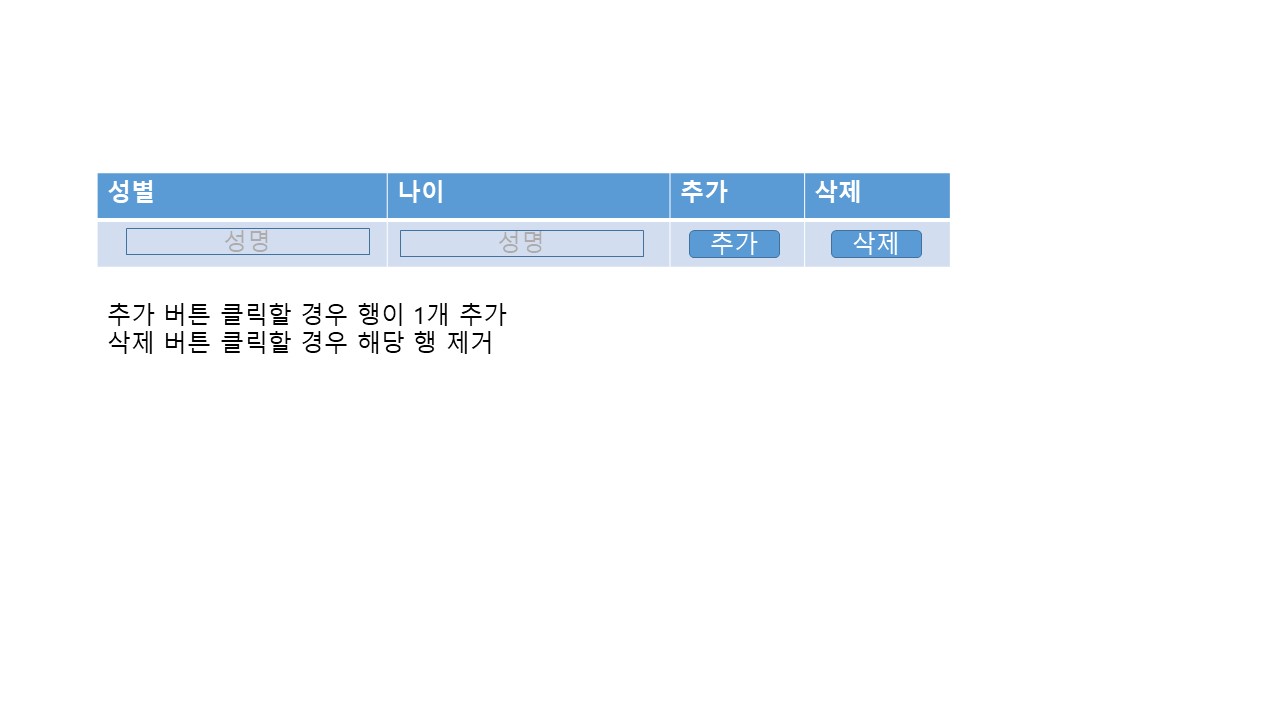 성별 나이 추가 삭제
성명 성명 추가 삭제
추가 버튼 클릭할 경우 행이 1개 추가
삭제 버튼 클릭할 경우 해당 행 제거